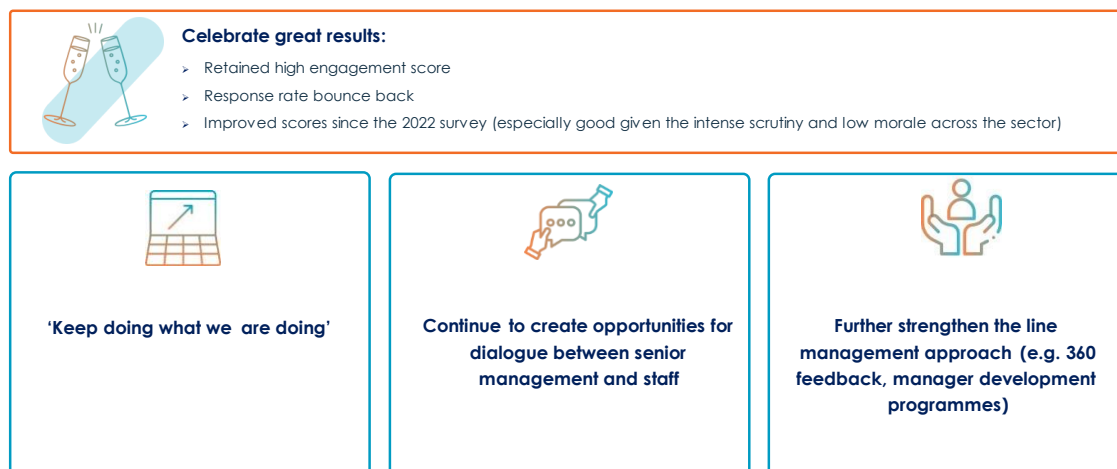 Celebrate great results:
➢ Retained high engagement score
➢ Response rate bounce back
➢ Improved scores since the 2022 survey (especially good given the intense scrutiny and low morale across the sector)
‘Keep doing what we are doing’
Continue to create opportunities for
dialogue between senior
management and staff
Further strengthen the line
management approach (e.g. 360
feedback, manager development
programmes)